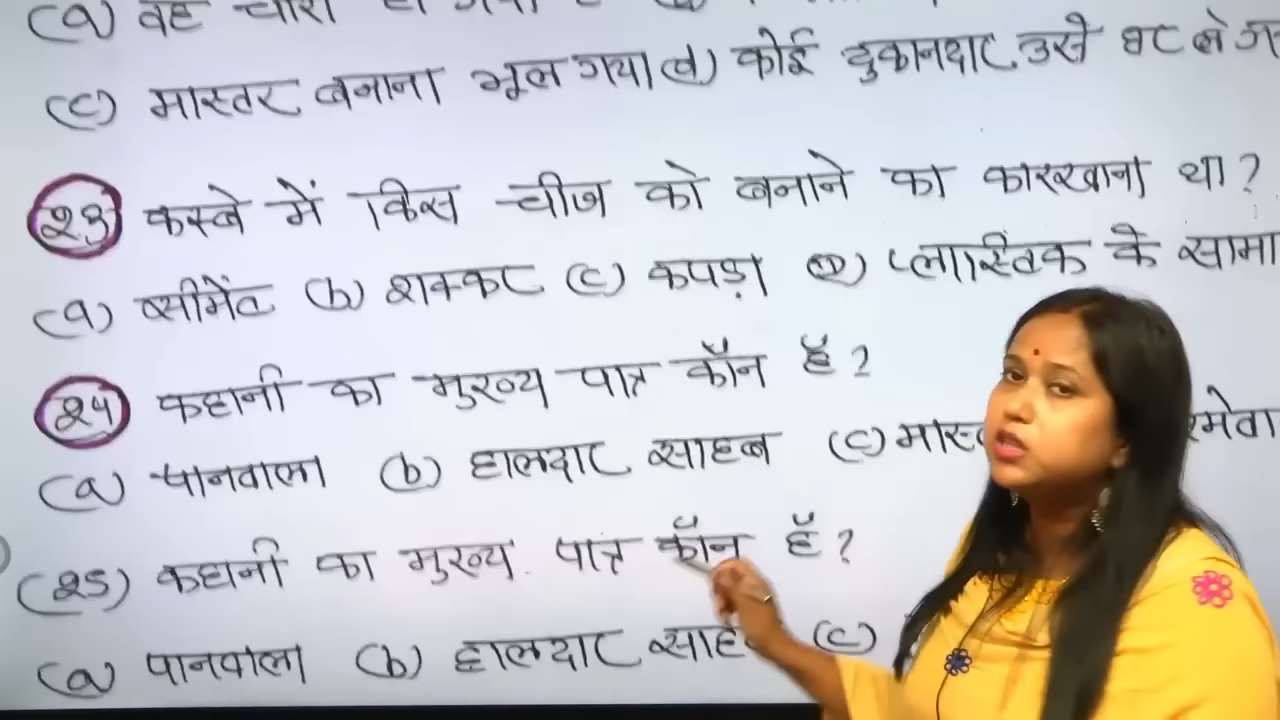 (a) वह चोरी हो गया
(c) मास्टर बनाना भूल गया (d) कोई दुकानदार उसे
23 कस्बे में किस चीज को बनाने का कारखाना था?
(a) सीमेंट (b) शक्कर (c) कपड़ा (d) प्लास्टिक के
24 कहानी का मुख्य पात्र कौन है?
(a) पानवाला (b) हालदार साहब (c)
(25) कहानी का मुख्य पात्र कौन है?
(a) पानवाला (b) हालदार (c)